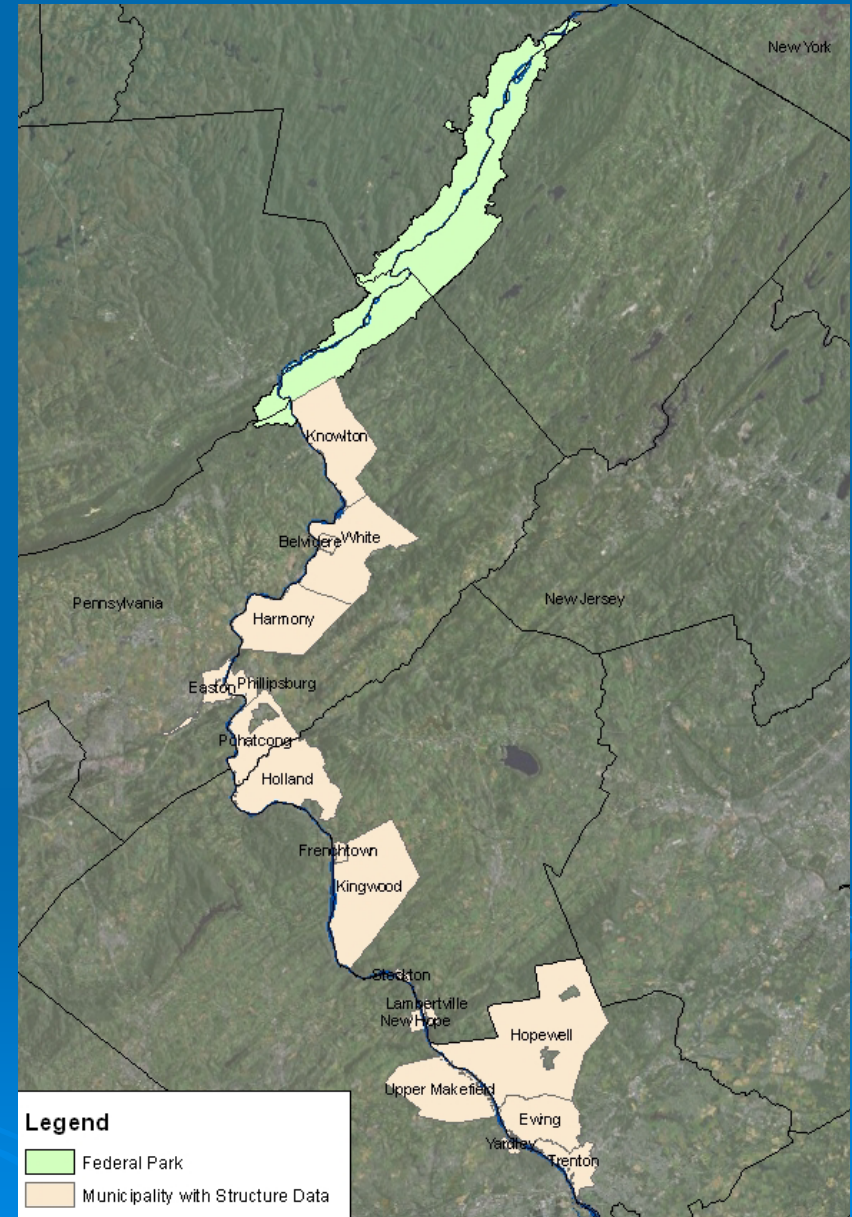 New York
Knowlton
Belvidere
White
Pennsylvania
New Jersey
Harmony
Easton
Phillipsburg
Pohatcong
Holland
Frenchtown
Kingwood
Stockton
Lambertville
New Hope
Hopewell
Upper Makefield
Ewing
Yardley
Trenton
Legend
Federal Park
Municipality with Structure Data